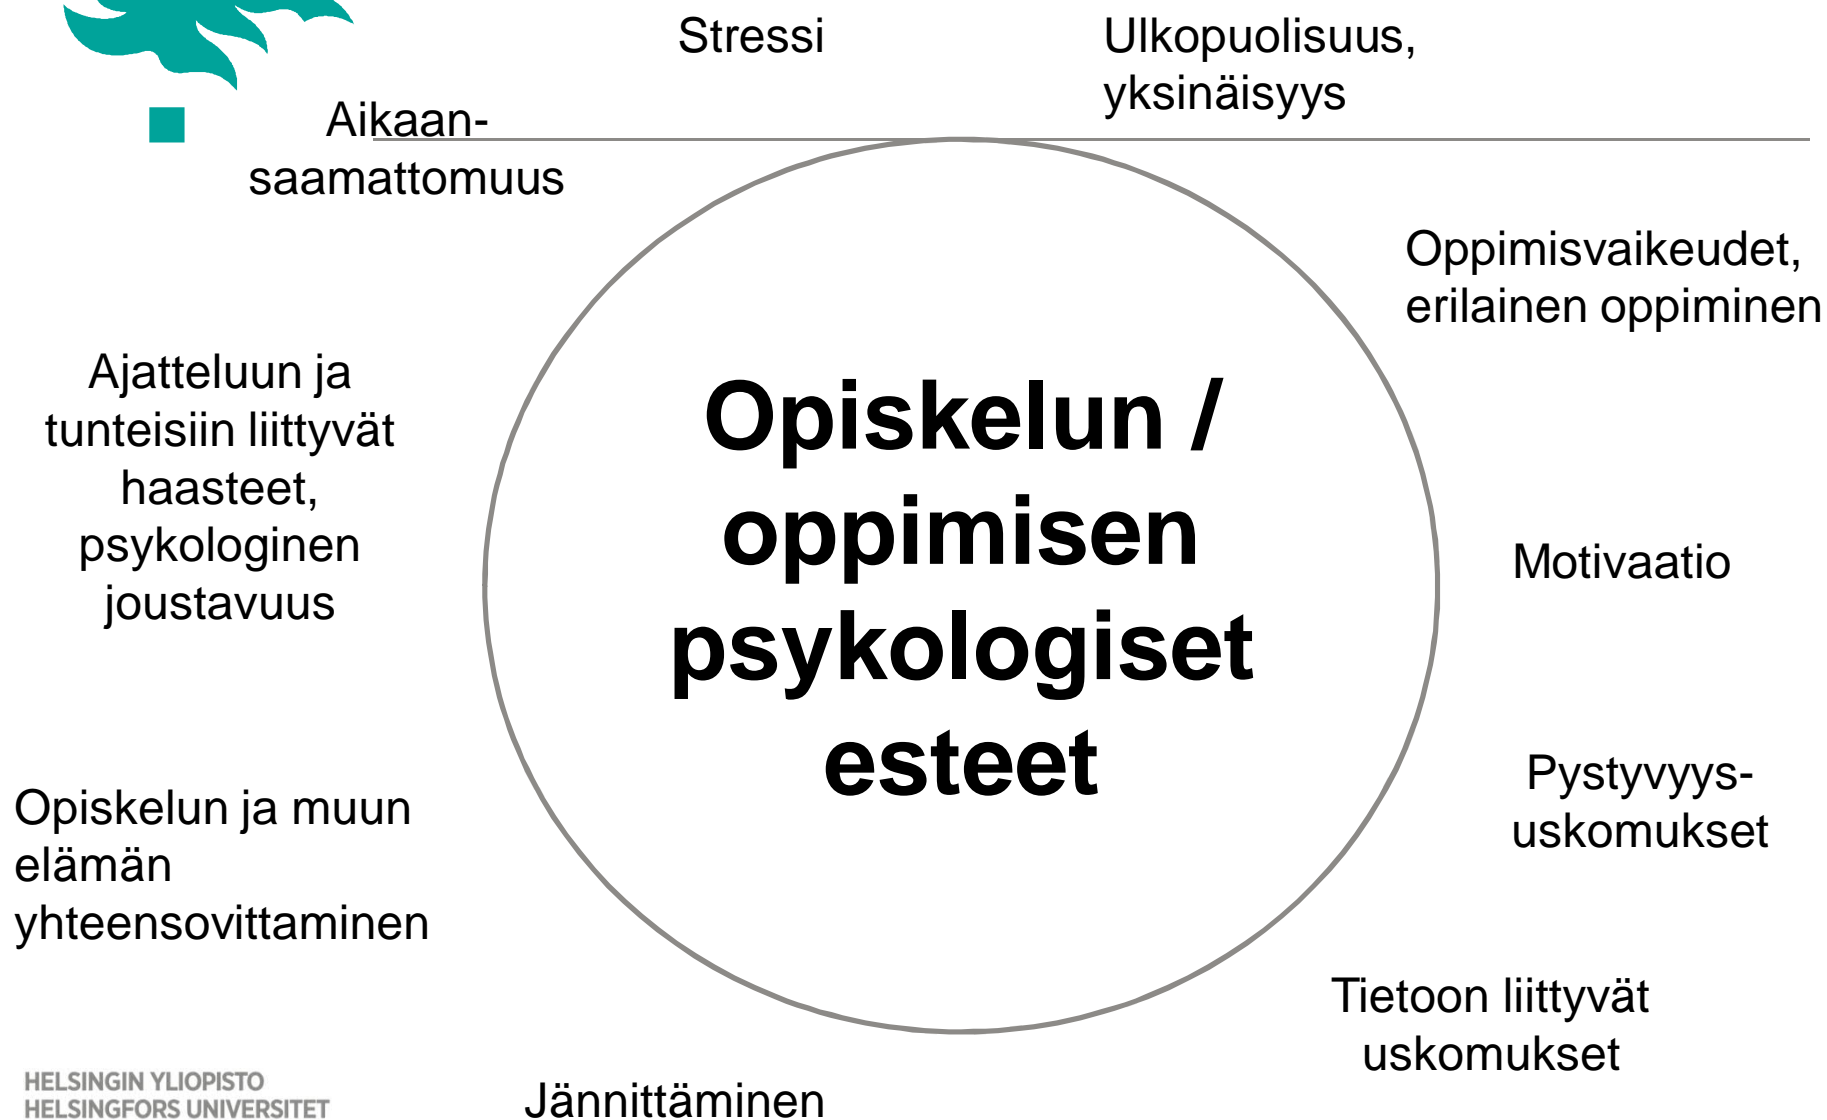 Stressi
Ulkopuolisuus,
yksinäisyys
Aikaan-
saamattomuus
Oppimisvaikeudet,
erilainen oppiminen
Ajatteluun ja
tunteisiin liittyvät
haasteet,
psykologinen
joustavuus
Opiskelun /
oppimisen
psykologiset
esteet
Motivaatio
Pystyvyys-
uskomukset
Opiskelun ja muun
elämän
yhteensovittaminen
Tietoon liittyvät
uskomukset
Jännittäminen
HELSINGIN YLIOPISTO
HELSINGFORS UNIVERSITET